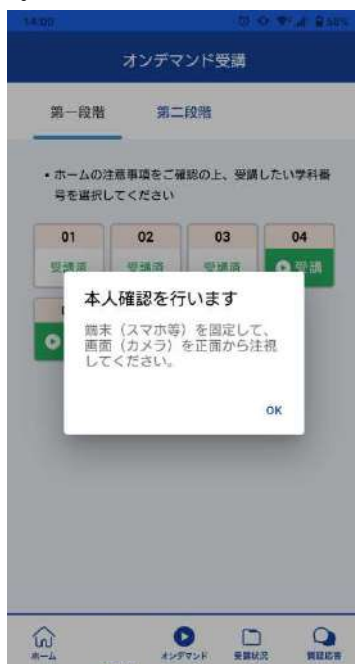 14:00
56%
オンデマンド受講
第一段階
第二段階
・ホームの注意事項をご確認の上、受講したい学科番
号を選択してください
01
02
03
04
受講済
受講済
受講済
受講
本人確認を行います
端末（スマホ等）を固定して、
画面（カメラ）を正面から注視
してください。
OK
ホーム
オンデマンド
受講状況
質疑応答